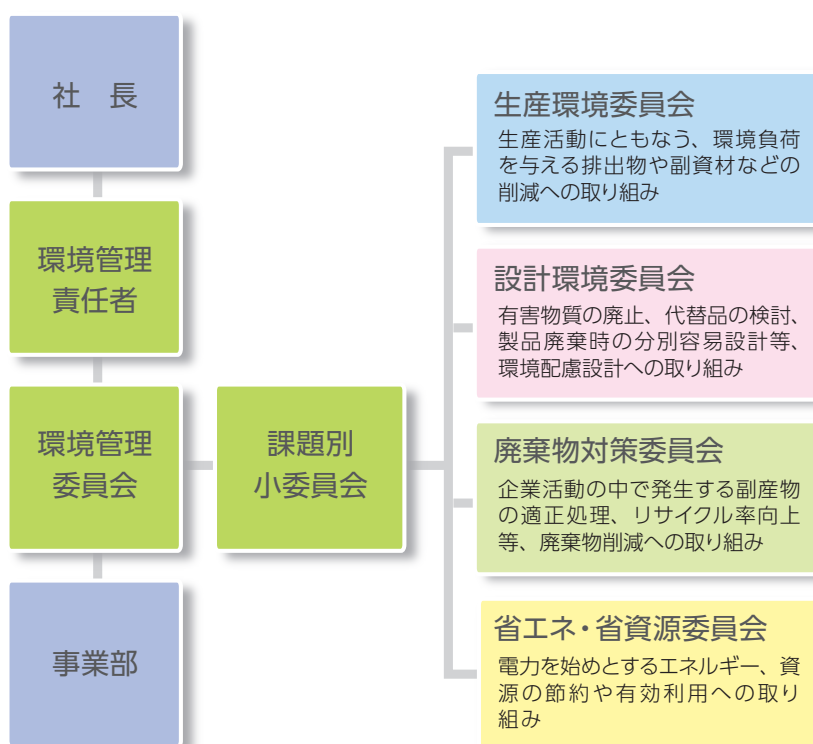 社　長
環境管理
責任者
環境管理
委員会
事業部
課題別
小委員会
生産環境委員会
生産活動にともなう、環境負荷
を与える排出物や副資材などの
削減への取り組み
設計環境委員会
有害物質の廃止、代替品の検討、
製品廃棄時の分別容易設計等、
環境配慮設計への取り組み
廃棄物対策委員会
企業活動の中で発生する副産物
の適正処理、リサイクル率向上
等、廃棄物削減への取り組み
省エネ・省資源委員会
電力を始めとするエネルギー、資
源の節約や有効利用への取り
組み